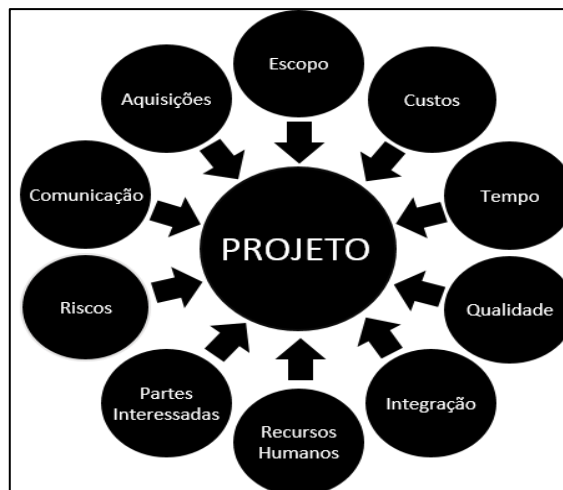 Escopo
Aquisições
Custos
Comunicação
Tempo
PROJETO
Riscos
Qualidade
Partes
Interessadas
Integração
Recursos
Humanos